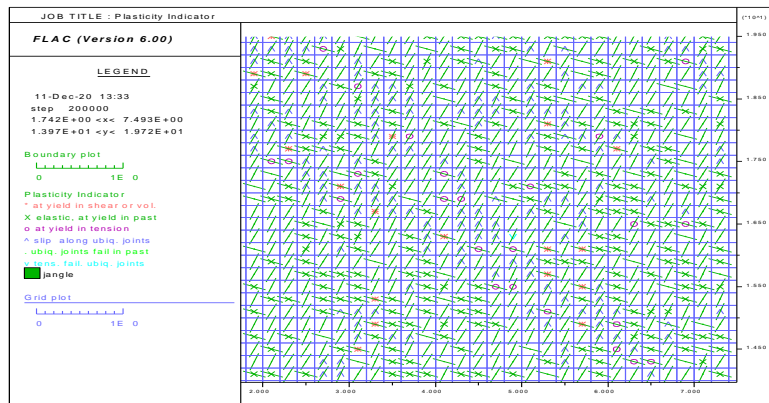 JOB TITLE : Plasticity Indicator
(*10^1)
FLAC (Version 6.00)
LEGEND
11-Dec-20 13:33
step 200000
1.742E+00 <x< 7.493E+00
1.397E+01 <y< 1.972E+01
Boundary plot
0 1E 0
Plasticity Indicator
* at yield in shear or vol.
X elastic, at yield in past
o at yield in tension
^ slip along ubiq. joints
. ubiq. joints fail in past
v tens. fail. ubiq. joints
jangle
Grid plot
0 1E 0
1.950
1.850
1.750
1.650
1.550
1.450
2.000 3.000 4.000 5.000 6.000 7.000